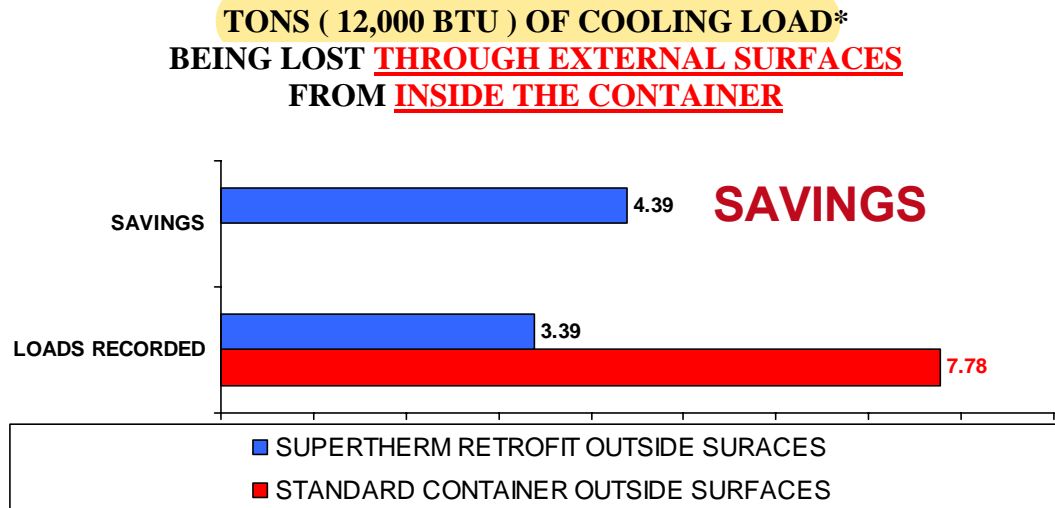 TONS ( 12,000 BTU ) OF COOLING LOAD*
BEING LOST THROUGH EXTERNAL SURFACES
FROM INSIDE THE CONTAINER
SAVINGS
4.39
SAVINGS
LOADS RECORDED
3.39
7.78
SUPERTHERM RETROFIT OUTSIDE SURACES
STANDARD CONTAINER OUTSIDE SURFACES